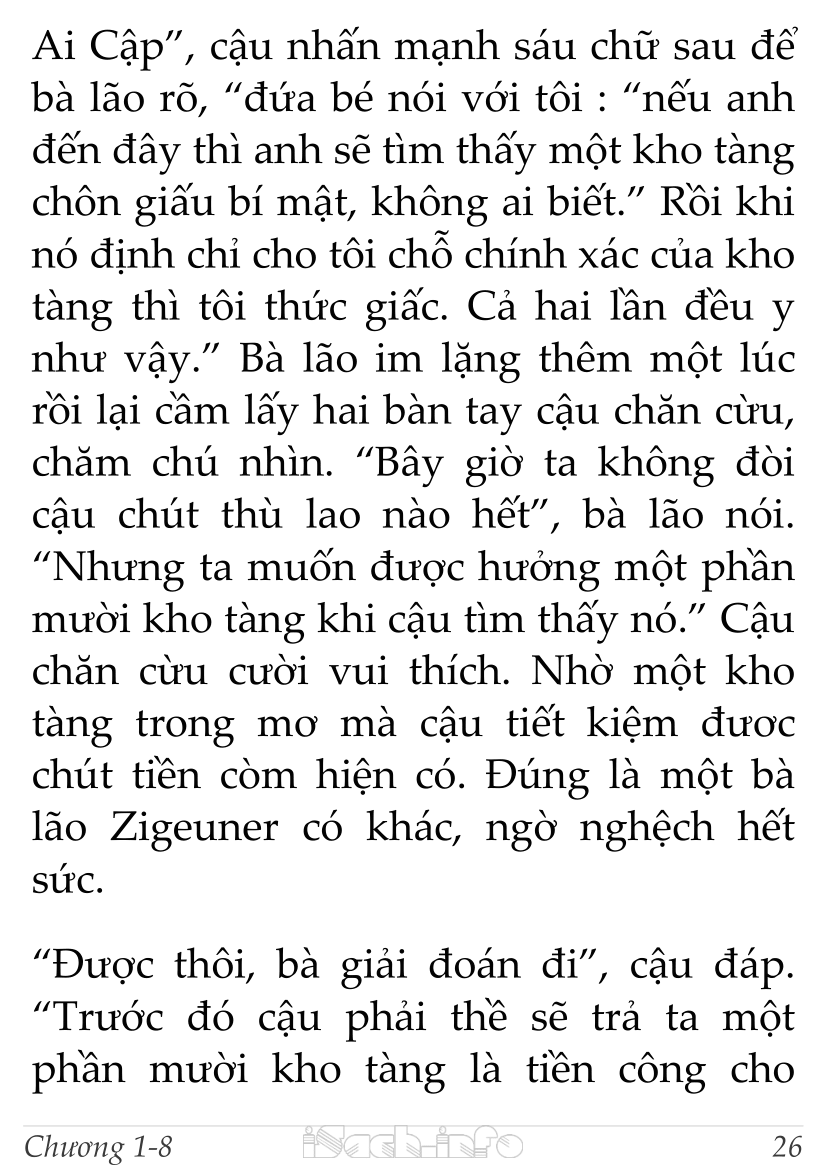 Ai Cập”, cậu nhấn mạnh sáu chữ sau để
bà lão rõ, “đứa bé nói với tôi : “nếu anh
đến đây thì anh sẽ tìm thấy một kho tàng
chôn giấu bí mật, không ai biết.” Rồi khi
nó định chỉ cho tôi chỗ chính xác của kho
tàng thì tôi thức giấc. Cả hai lần đều y
như vậy.” Bà lão im lặng thêm một lúc
rồi lại cầm lấy hai bàn tay cậu chăn cừu,
chăm chú nhìn. “Bây giờ ta không đòi
cậu chút thù lao nào hết”, bà lão nói.
“Nhưng ta muốn được hưởng một phần
mười kho tàng khi cậu tìm thấy nó.” Cậu
chăn cừu cười vui thích. Nhờ một kho
tàng trong mơ mà cậu tiết kiệm đươc
chút tiền còm hiện có. Đúng là một bà
lão Zigeuner có khác, ngờ nghệch hết
sức.
“Được thôi, bà giải đoán đi”, cậu đáp.
“Trước đó cậu phải thề sẽ trả ta một
phần mười kho tàng là tiền công cho
Chương 1-8 iSach.info 26